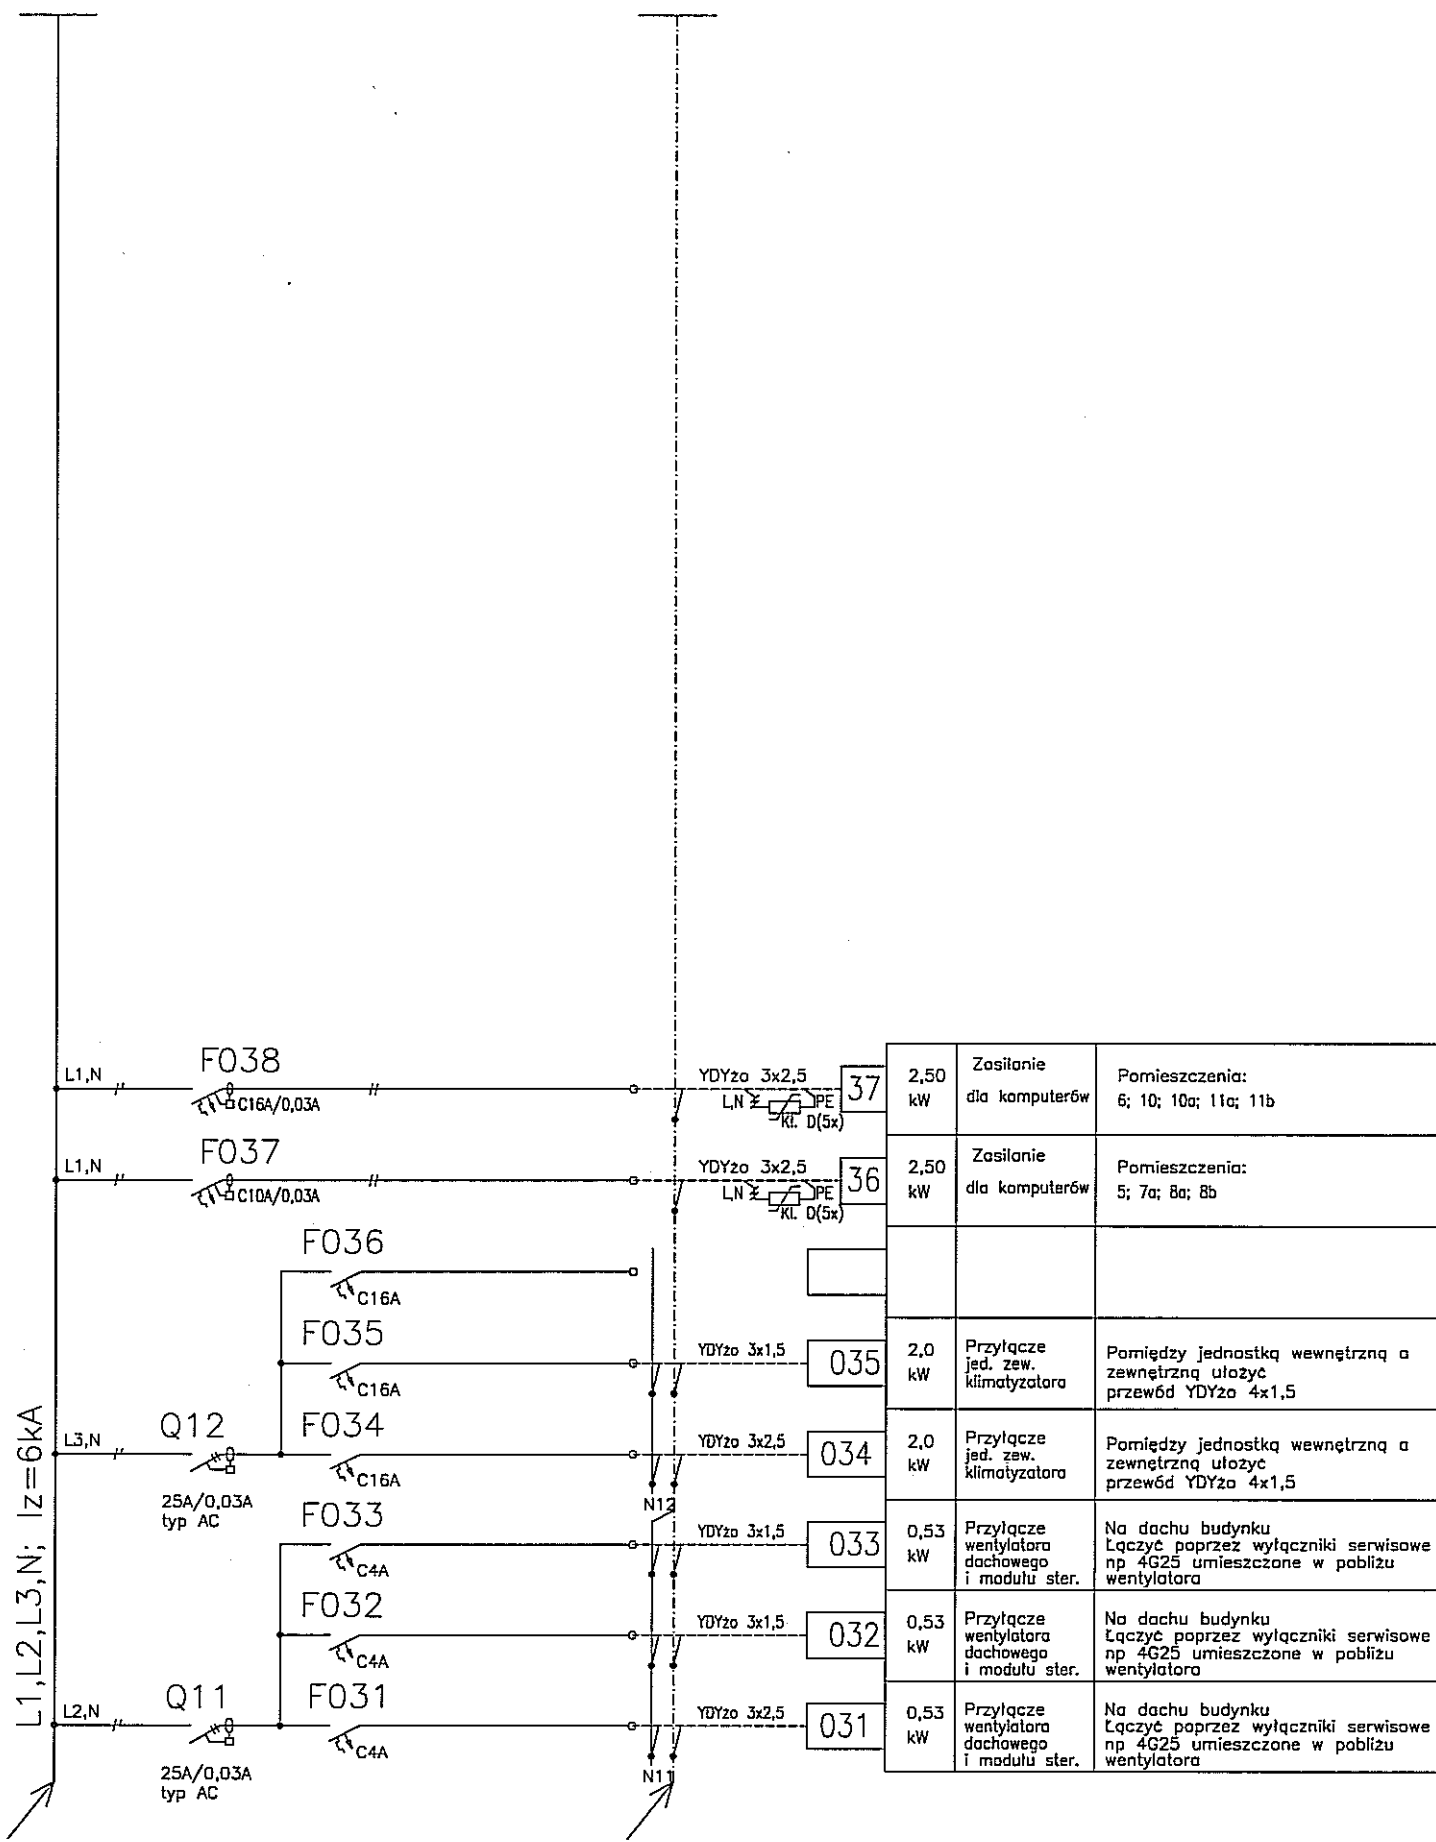 L1,L2,L3,N; Iz=6kA
L1,N
F038
C16A/0,03A
YDYżo 3x2,5
L,N
PE
Kl. D(5x)
37
2,50
kW
Zasilanie
dla komputerów
Pomieszczenia:
6; 10; 10a; 11a; 11b
L1,N
F037
C10A/0,03A
YDYżo 3x2,5
L,N
PE
Kl. D(5x)
36
2,50
kW
Zasilanie
dla komputerów
Pomieszczenia:
5; 7a; 8a; 8b
F036
C16A
F035
C16A
YDYżo 3x1,5
035
2,0
kW
Przyłącze
jed. zew.
klimatyzatora
Pomiędzy jednostką wewnętrzną a
zewnętrzną ułożyć
przewód YDYżo 4x1,5
L3,N
Q12
25A/0,03A
typ AC
F034
C16A
YDYżo 3x2,5
N12
034
2,0
kW
Przyłącze
jed. zew.
klimatyzatora
Pomiędzy jednostką wewnętrzną a
zewnętrzną ułożyć
przewód YDYżo 4x1,5
F033
C4A
YDYżo 3x1,5
033
0,53
kW
Przyłącze
wentylatora
dachowego
i modułu ster.
Na dachu budynku
Łączyć poprzez wyłączniki serwisowe
np 4G25 umieszczone w pobliżu
wentylatora
F032
C4A
YDYżo 3x1,5
032
0,53
kW
Przyłącze
wentylatora
dachowego
i modułu ster.
Na dachu budynku
Łączyć poprzez wyłączniki serwisowe
np 4G25 umieszczone w pobliżu
wentylatora
L2,N
Q11
25A/0,03A
typ AC
F031
C4A
YDYżo 3x2,5
N11
031
0,53
kW
Przyłącze
wentylatora
dachowego
i modułu ster.
Na dachu budynku
Łączyć poprzez wyłączniki serwisowe
np 4G25 umieszczone w pobliżu
wentylatora